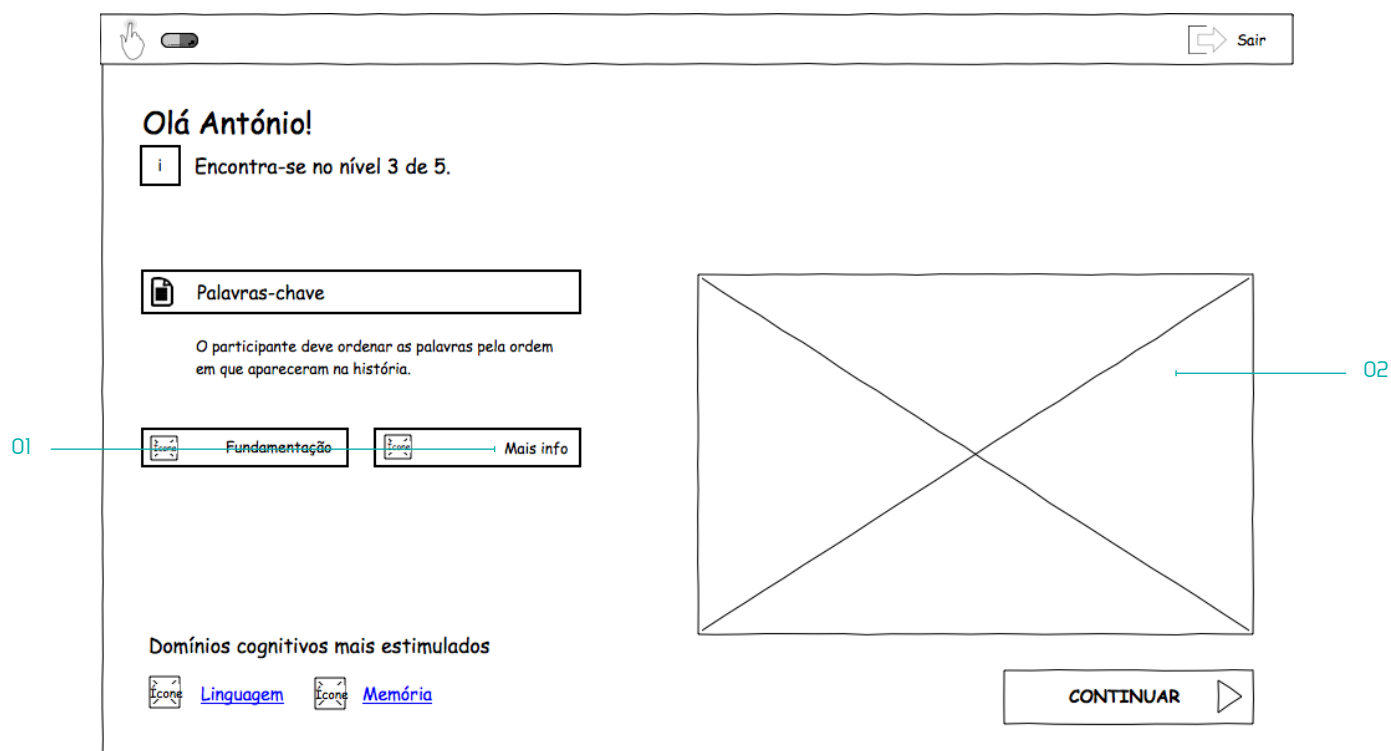 Sair
Olá António!
i
Encontra-se no nível 3 de 5.
Palavras-chave
O participante deve ordenar as palavras pela ordem
em que apareceram na história.
02
01
Ícone
Fundamentação
Ícone
Mais info
Domínios cognitivos mais estimulados
Ícone
Linguagem
Ícone
Memória
CONTINUAR